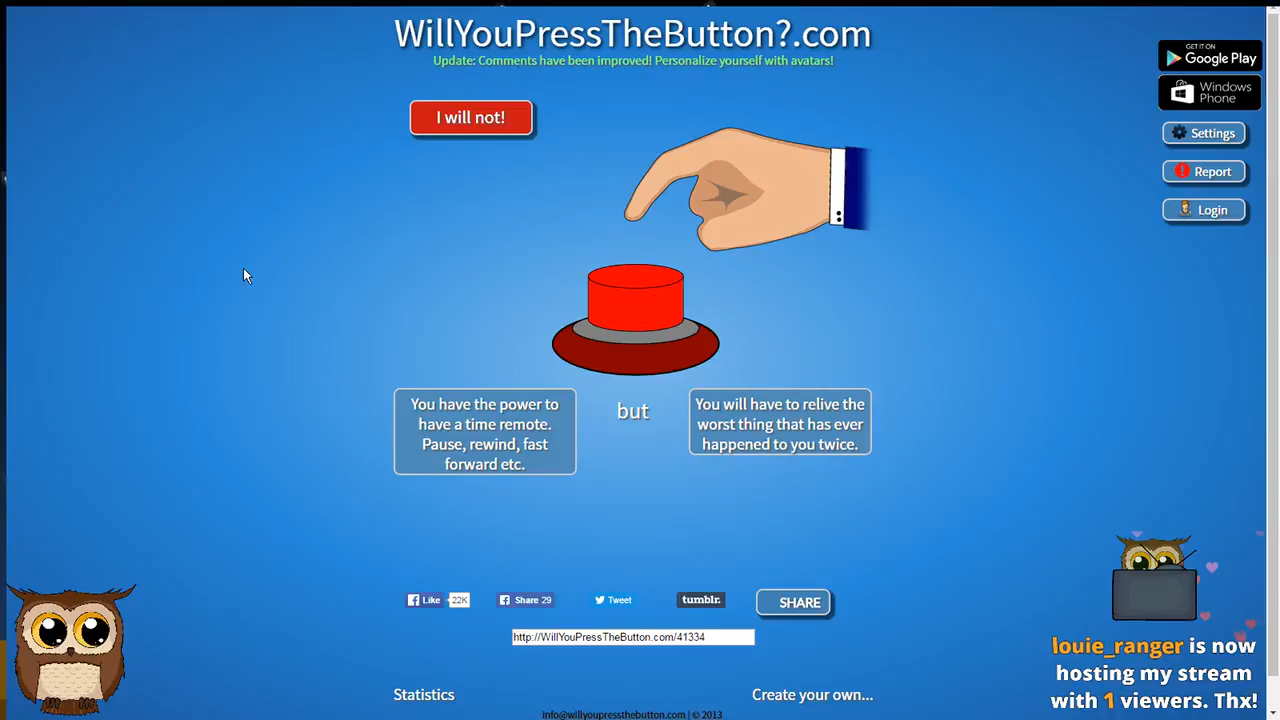 WillYouPressTheButton?.com
Update: Comments have been improved! Personalize yourself with avatars!
GET IT ON
Google Play
Windows
Phone
I will not!
Settings
Report
Login
You have the power to
have a time remote.
Pause, rewind, fast
forward etc.
but
You will have to relive the
worst thing that has ever
happened to you twice.
Like
22K
Share 29
Tweet
tumblr.
SHARE
http://WillYouPressTheButton.com/41334
louie_ranger is now
hosting my stream
with 1 viewers. Thx!
Statistics
Create your own...
info@willyoupressthebutton.com | © 2013